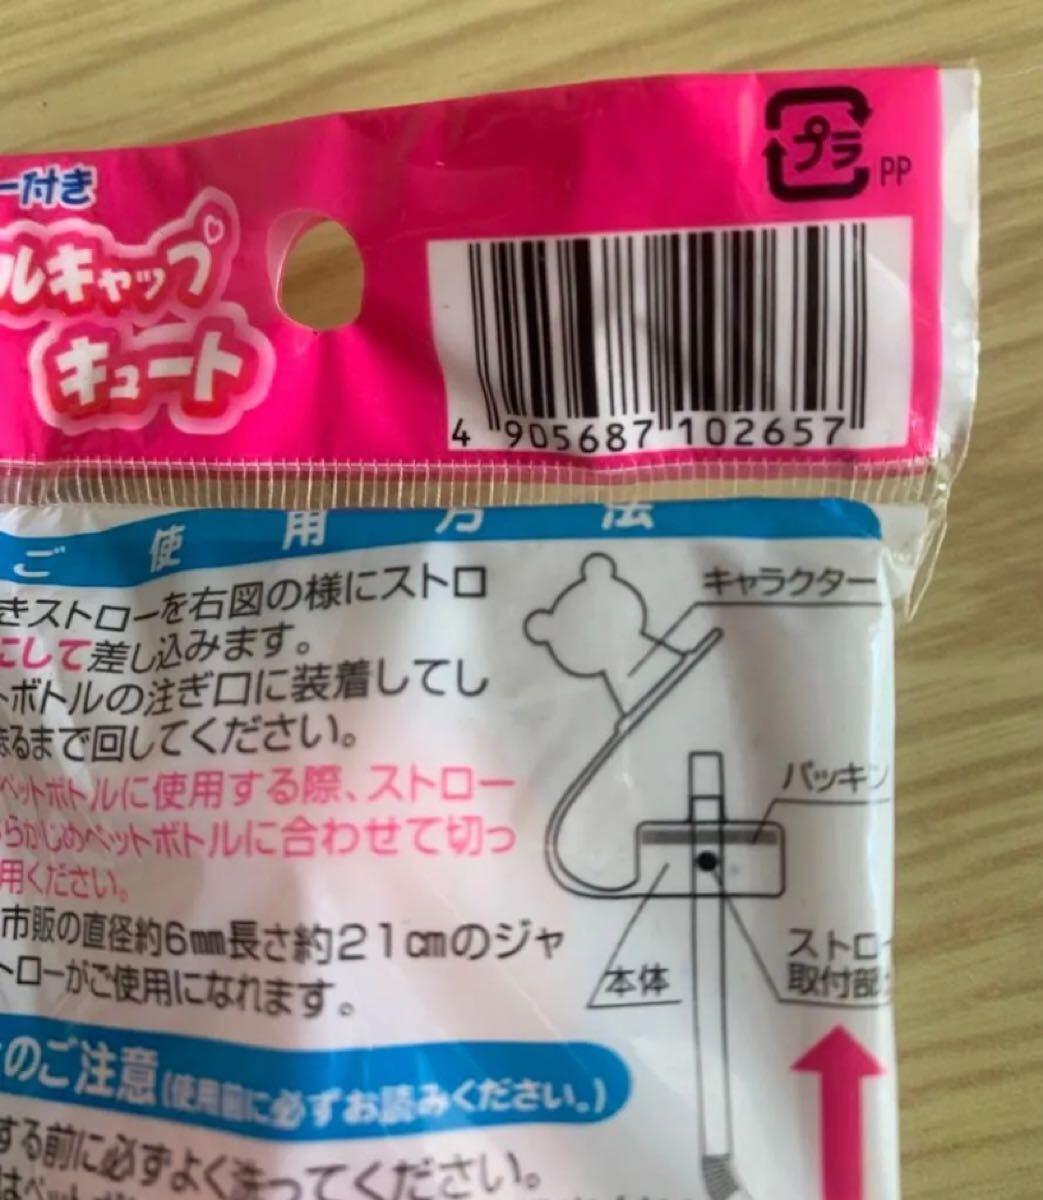 ー付き
ルキャップ
キュート
プラ
PP
4 905687 102657
ご使用方法
きストローを右図の様にストロ
にして差し込みます。
トボトルの注ぎ口に装着してし
まるまで回してください。
ペットボトルに使用する際、ストロー
らかじめペットボトルに合わせて切っ
用ください。
市販の直径約6mm長さ約21cmのジャ
トローがご使用になれます。
キャラクター
パッキン
本体
ストロー
取付部
のご注意(使用前に必ずお読みください。)
する前に必ずよく洗ってください。